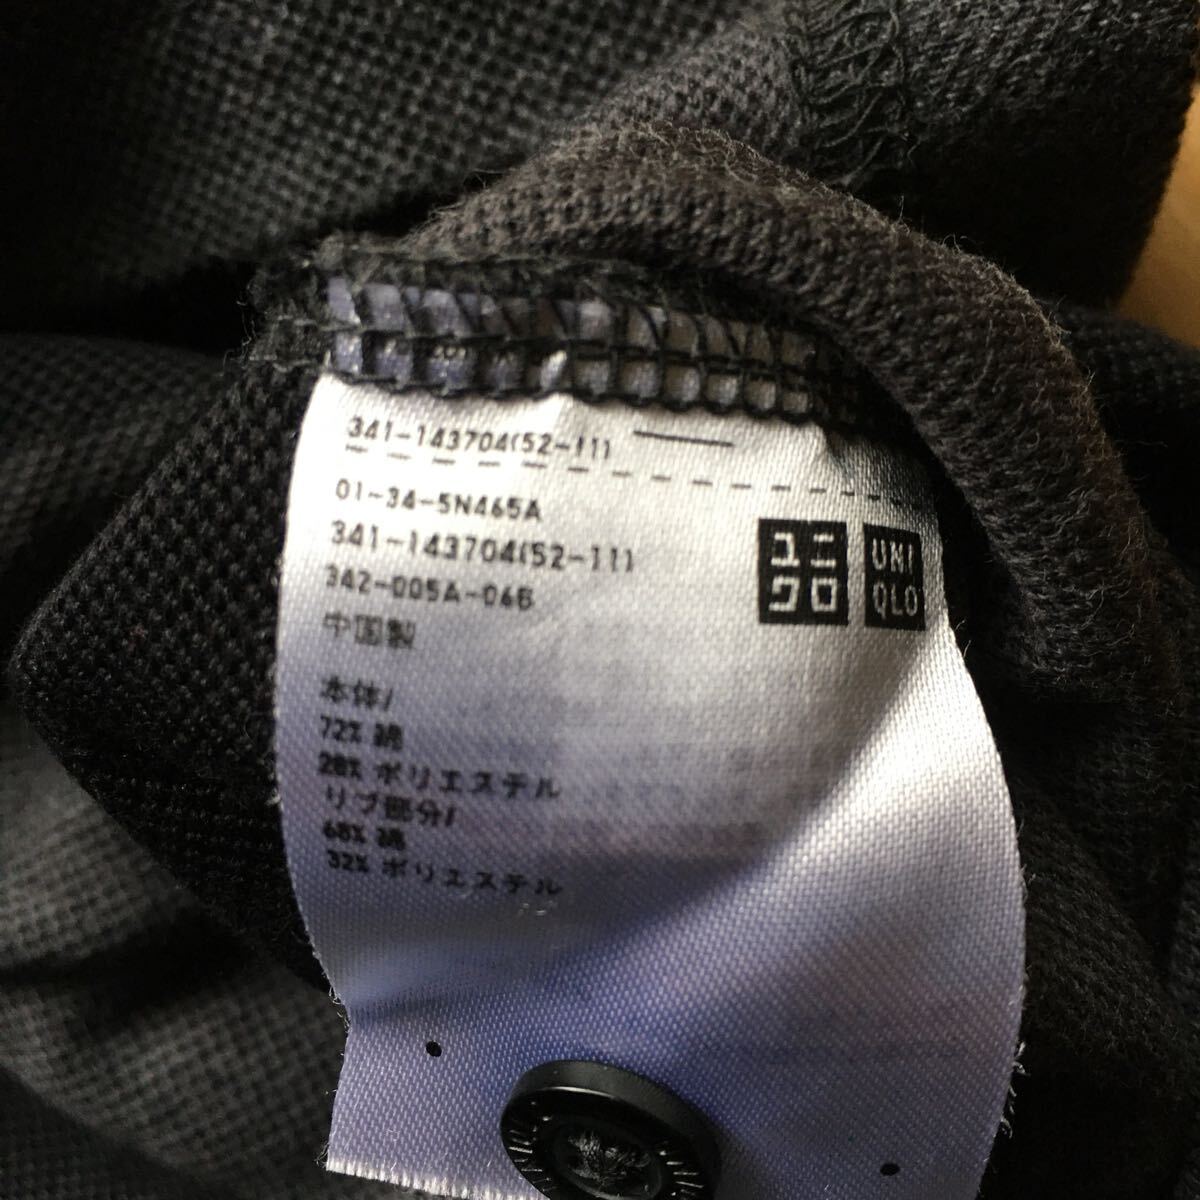 341-143704(52-11)
01-34-5N465A
341-143704(52-11)
342-005A-06B
中国製
ユニ
クロ
UNI
QLO
本体/
72% 綿
28% ポリエステル
リブ部分/
68% 綿
32% ポリエステル